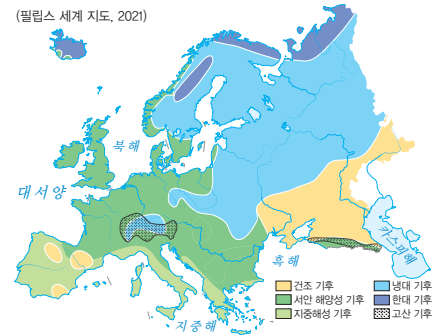 (필립스 세계 지도, 2021)
북해
대서양
카스피해
흑해
지중해
건조 기후
냉대 기후
서안 해양성 기후
한대 기후
지중해성 기후
고산 기후